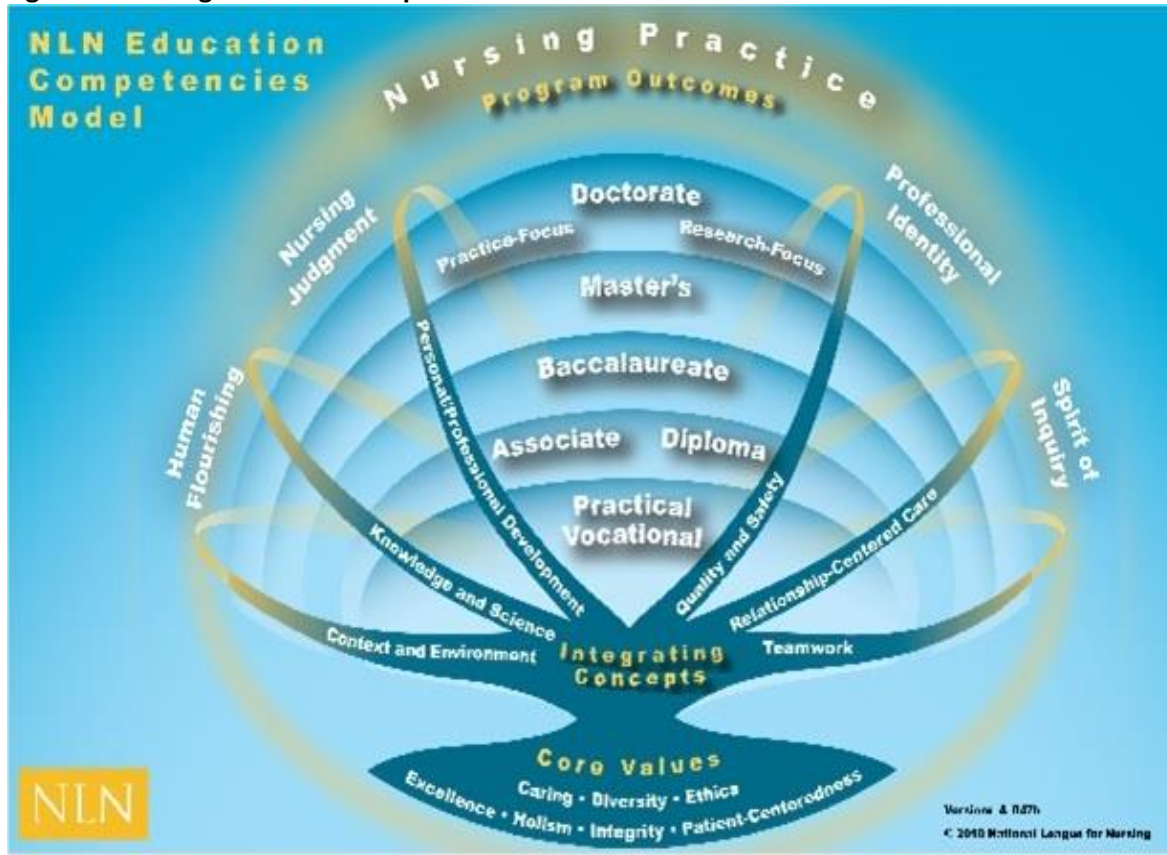 NLN Education
Competencies
Model
Nursing Practice
Program Outcomes
Nursing
Judgment
Professional
Identity
Human
Flourishing
Spirit of
Inquiry
Doctorate
Practice-Focus
Research-Focus
Master's
Baccalaureate
Associate
Diploma
Practical
Vocational
Personal/Professional Development
Quality and Safety
Knowledge and Science
Relationship-Centered Care
Context and Environment
Teamwork
Integrating
Concepts
Core Values
Caring · Diversity · Ethics
Excellence · Holism · Integrity · Patient-Centeredness
NLN
© 2010 National League for Nursing